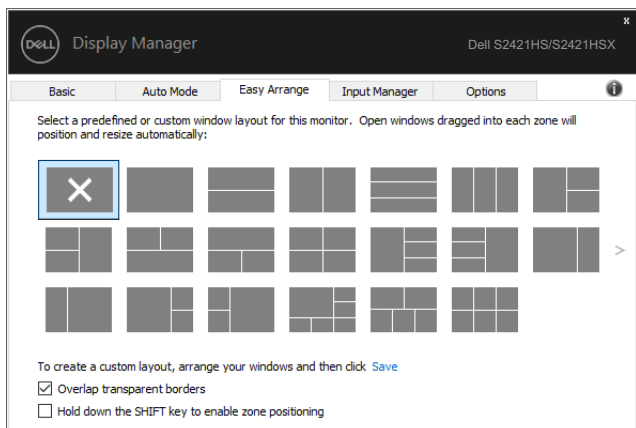 x
DELL
Display Manager
Dell S2421HS/S2421HSX
Basic
Auto Mode
Easy Arrange
Input Manager
Options
i
Select a predefined or custom window layout for this monitor. Open windows dragged into each zone will
position and resize automatically:
>
To create a custom layout, arrange your windows and then click Save
Overlap transparent borders
Hold down the SHIFT key to enable zone positioning